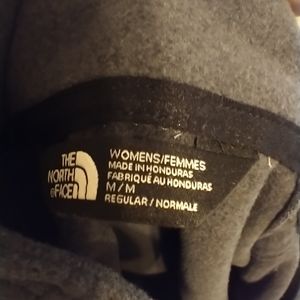 THE
NORTH
FACE
WOMENS/FEMMES
MADE IN HONDURAS
FABRIQUÉ AU HONDURAS
M/M
REGULAR/NORMALE